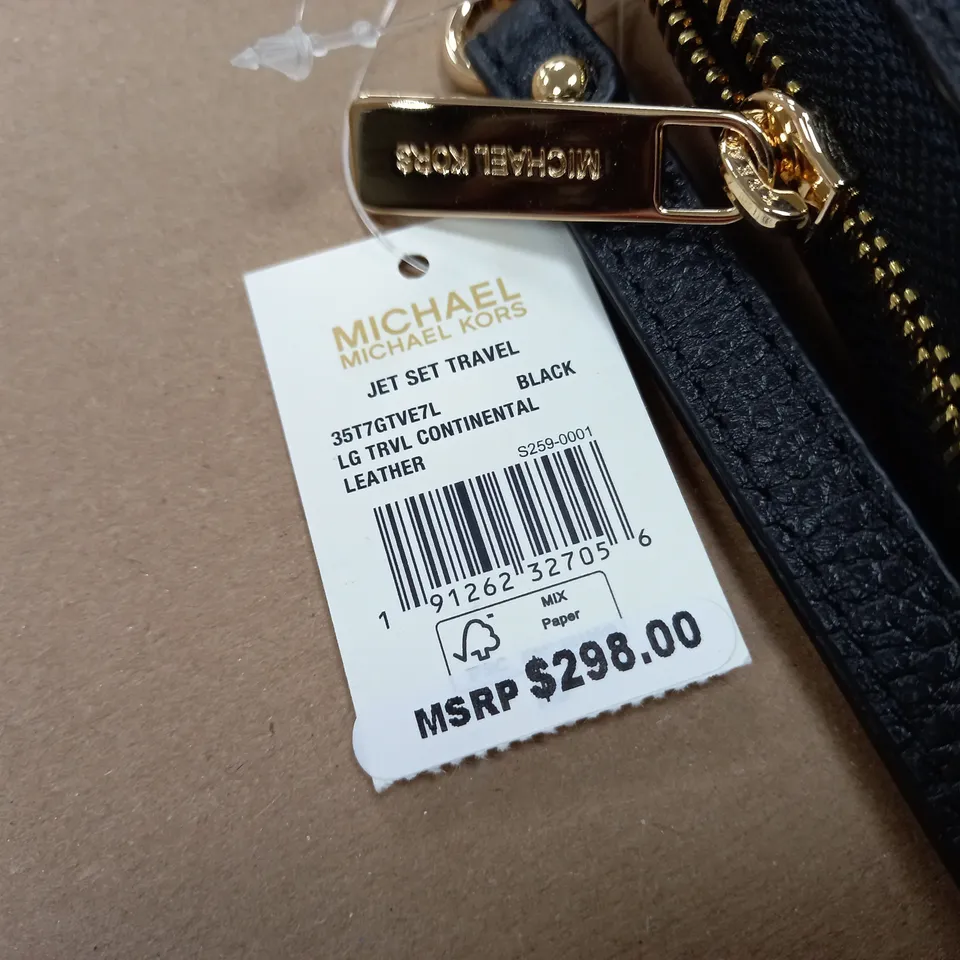 MICHAEL KORS
MICHAEL
MICHAEL KORS
JET SET TRAVEL
35T7GTVE7L BLACK
LG TRVL CONTINENTAL
LEATHER S259-0001
1 91262 32705 6
MIX
Paper
MSRP $298.00